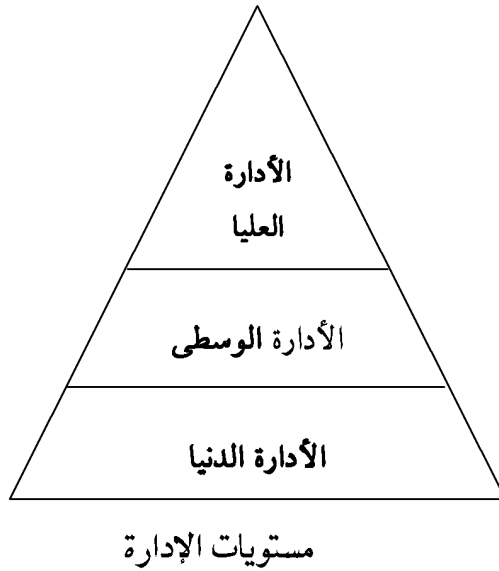 الأدارة
العليا
الأدارة الوسطى
الأدارة الدنيا
مستويات الإدارة